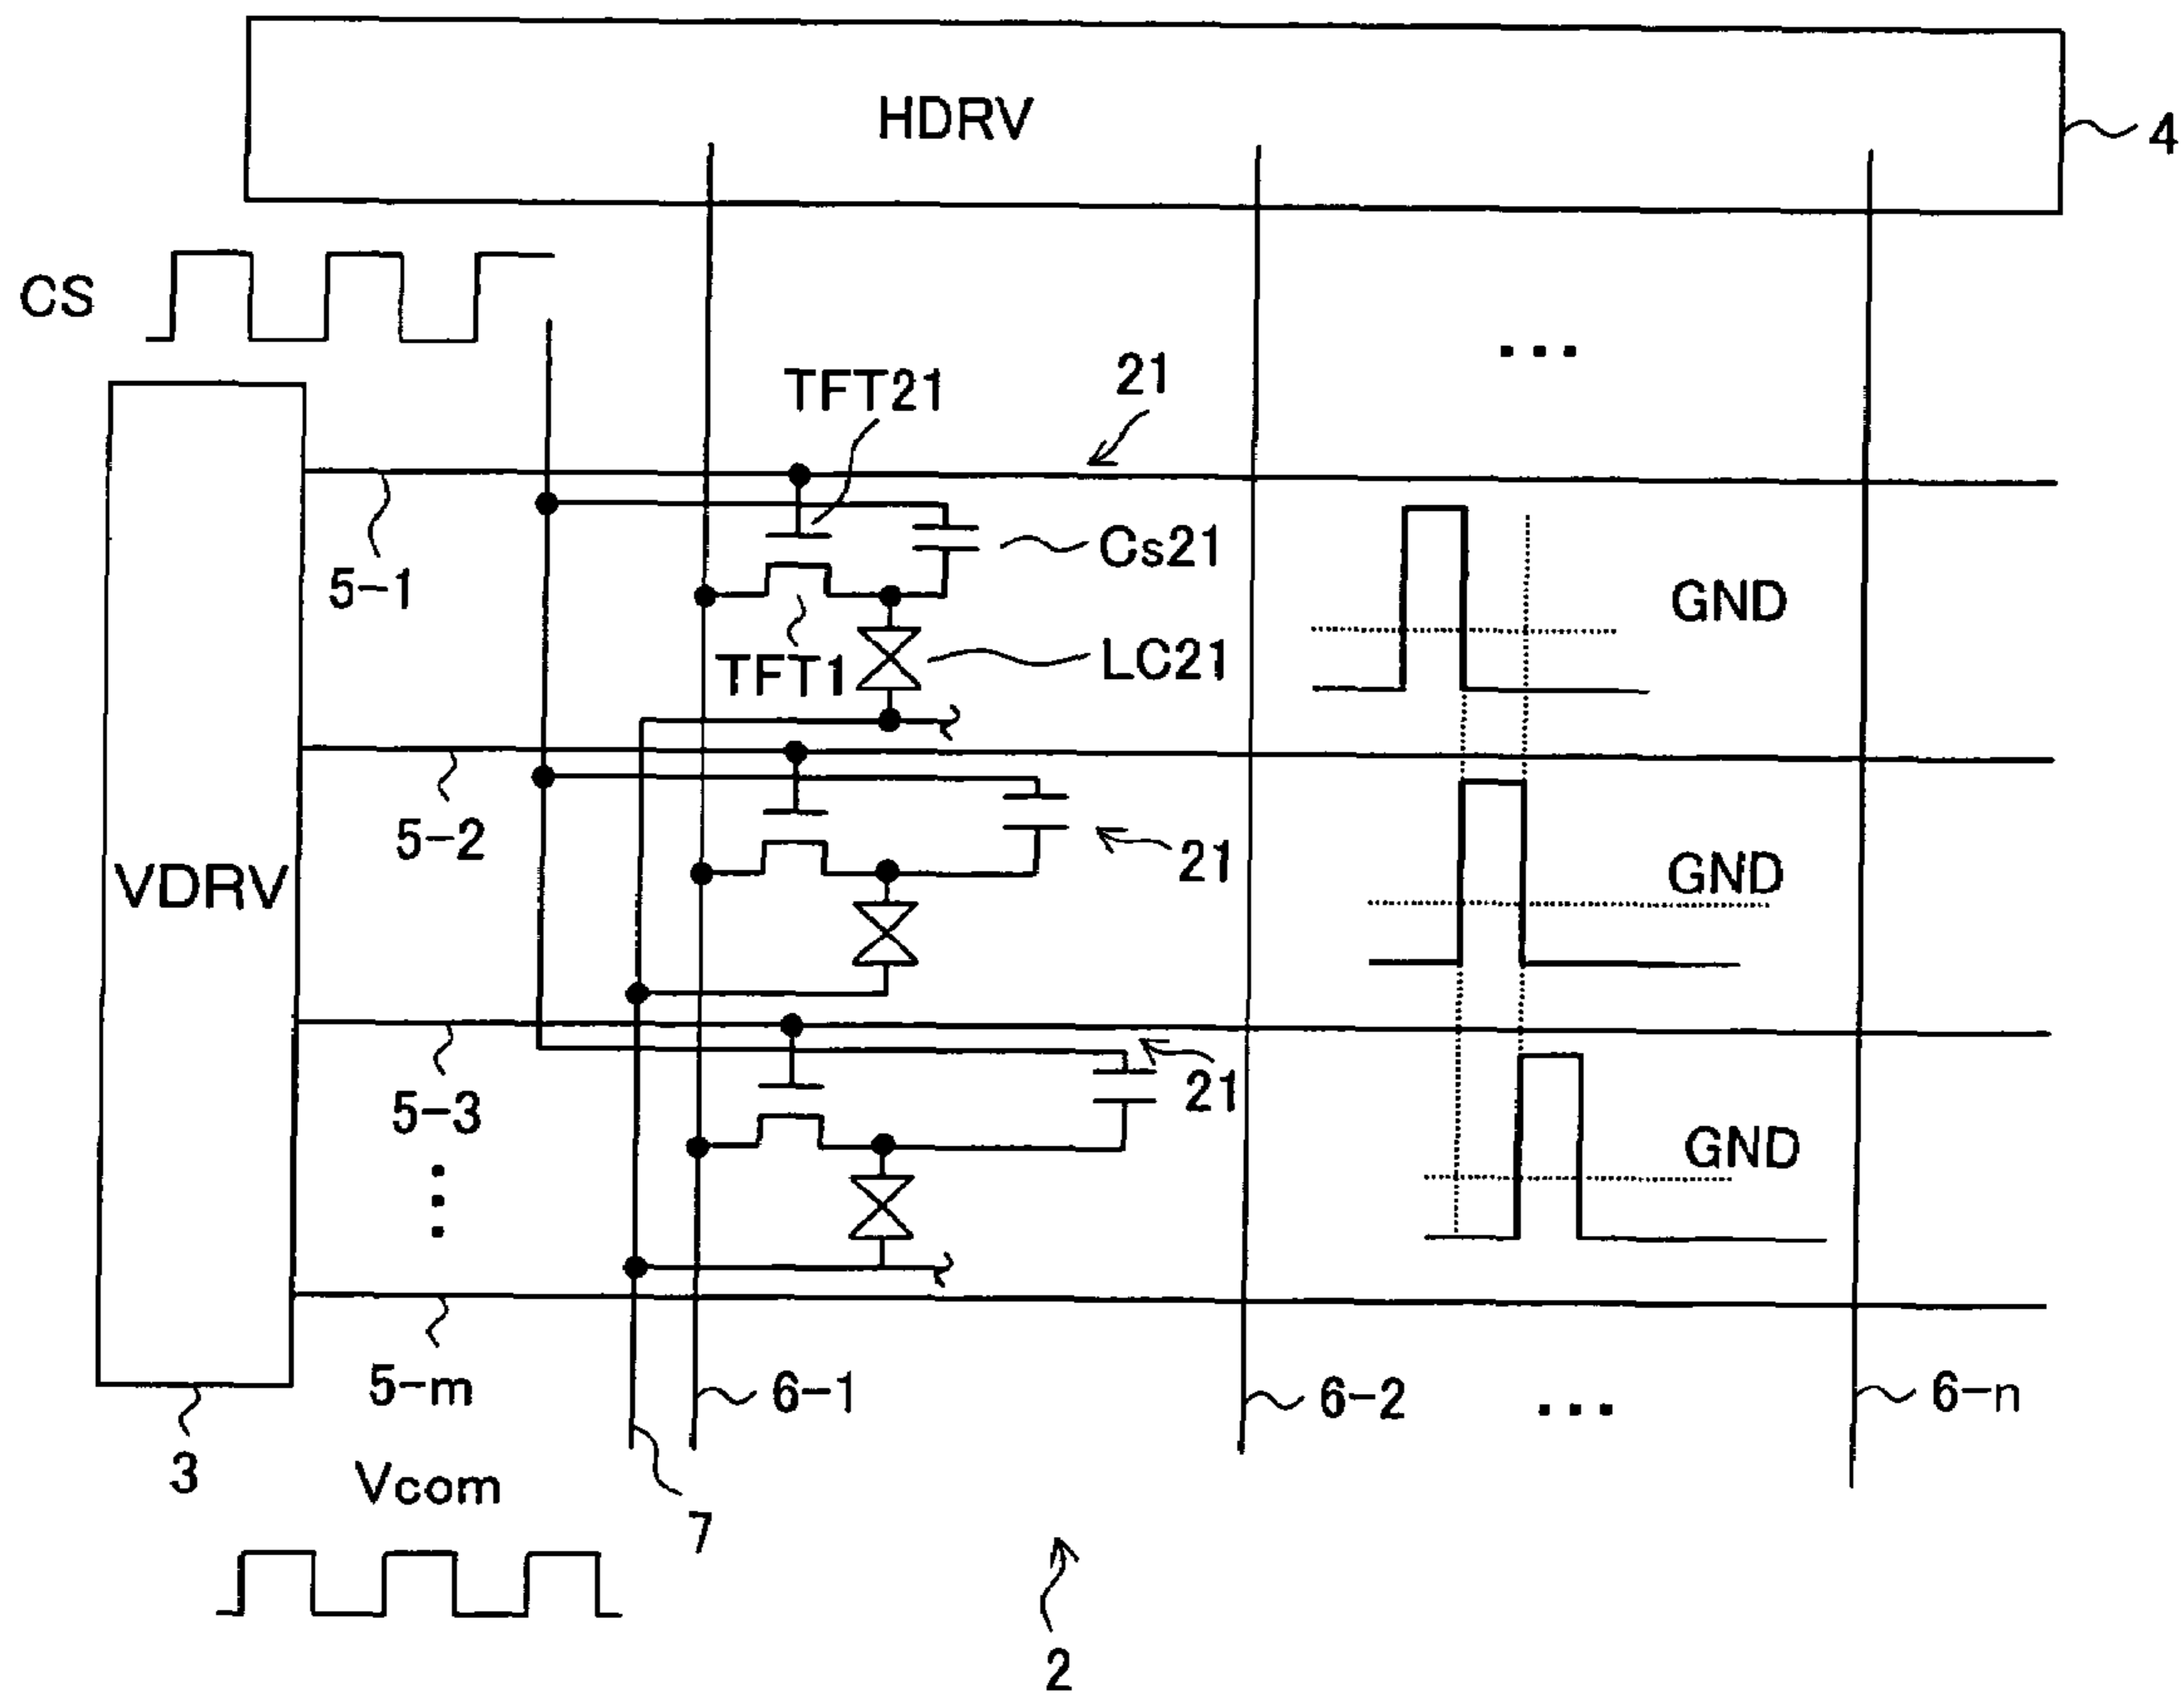 HDRV
4
CS
TFT21
21
...
5-1
Cs21
GND
TFT1
LC21
5-2
21
VDRV
GND
5-3
21
GND
5-m
6-1
6-2
...
6-n
3
Vcom
7
2